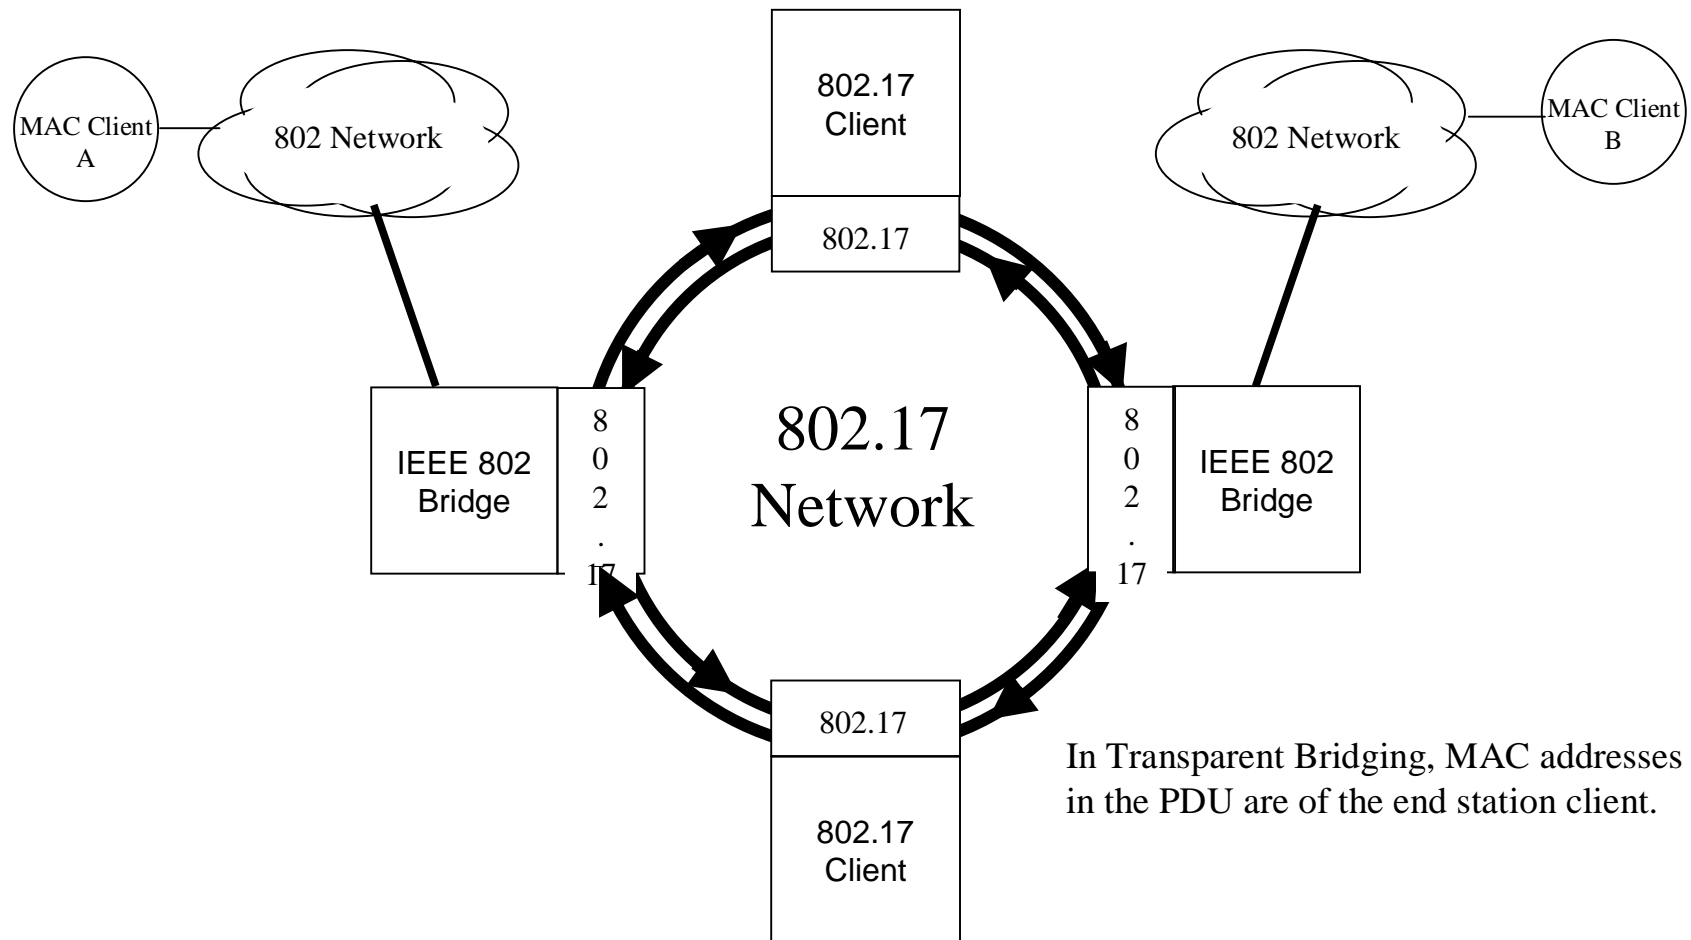 802.17
Client
MAC Client
A
802 Network
802 Network
MAC Client
B
802.17
IEEE 802
Bridge
8
0
2
.
17
802.17
Network
8
0
2
.
17
IEEE 802
Bridge
802.17
802.17
Client
In Transparent Bridging, MAC addresses
in the PDU are of the end station client.